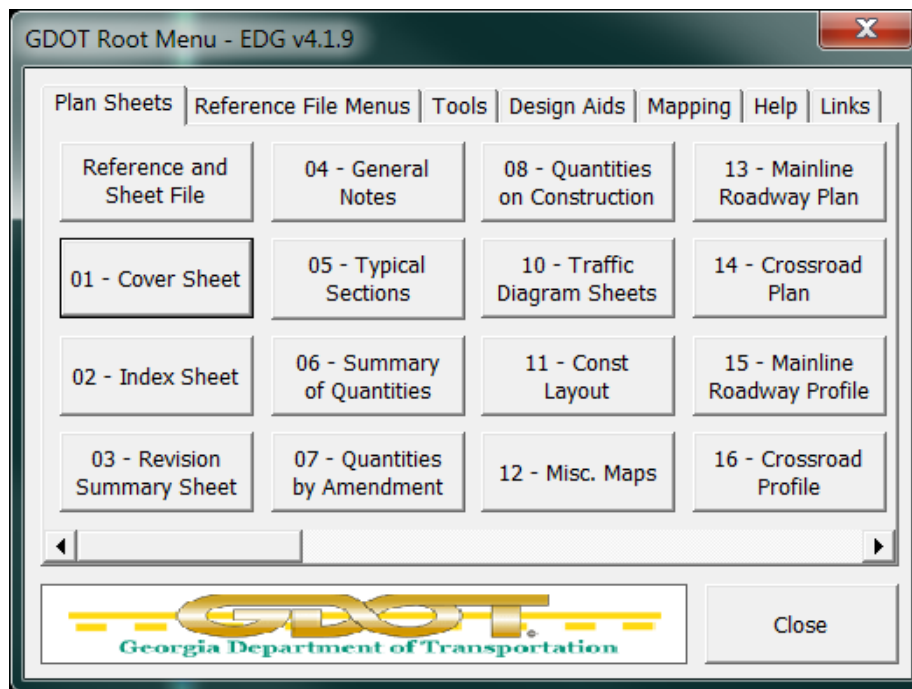 GDOT Root Menu - EDG v4.1.9
X
Plan Sheets Reference File Menus Tools Design Aids Mapping Help Links
Reference and
Sheet File
04 - General
Notes
08 - Quantities
on Construction
13 - Mainline
Roadway Plan
01 - Cover Sheet
05 - Typical
Sections
10 - Traffic
Diagram Sheets
14 - Crossroad
Plan
02 - Index Sheet
06 - Summary
of Quantities
11 - Const
Layout
15 - Mainline
Roadway Profile
03 - Revision
Summary Sheet
07 - Quantities
by Amendment
12 - Misc. Maps
16 - Crossroad
Profile
GDOT®
Georgia Department of Transportation
Close